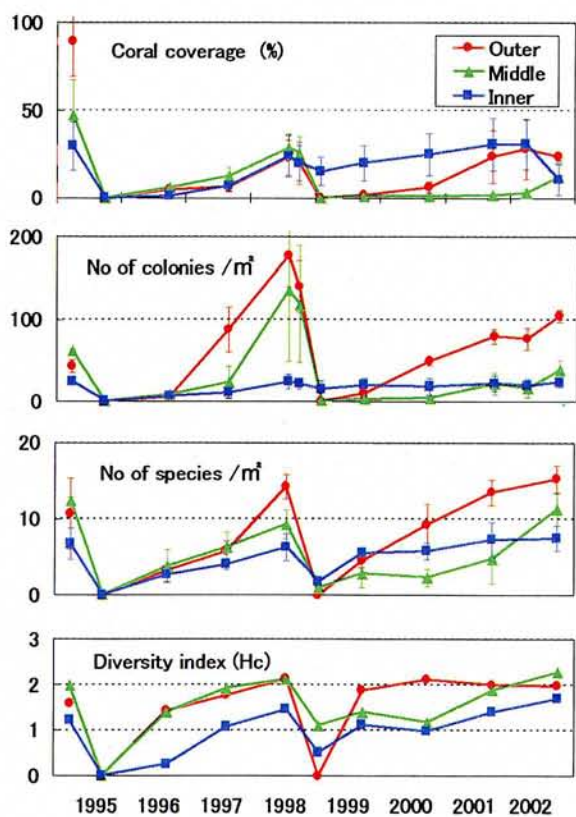 100
Coral coverage (%)
Outer
Middle
Inner
50
0
200
No of colonies /㎡
100
0
20
No of species /㎡
10
0
3
Diversity index (Hc)
2
1
0
1995 1996 1997 1998 1999 2000 2001 2002